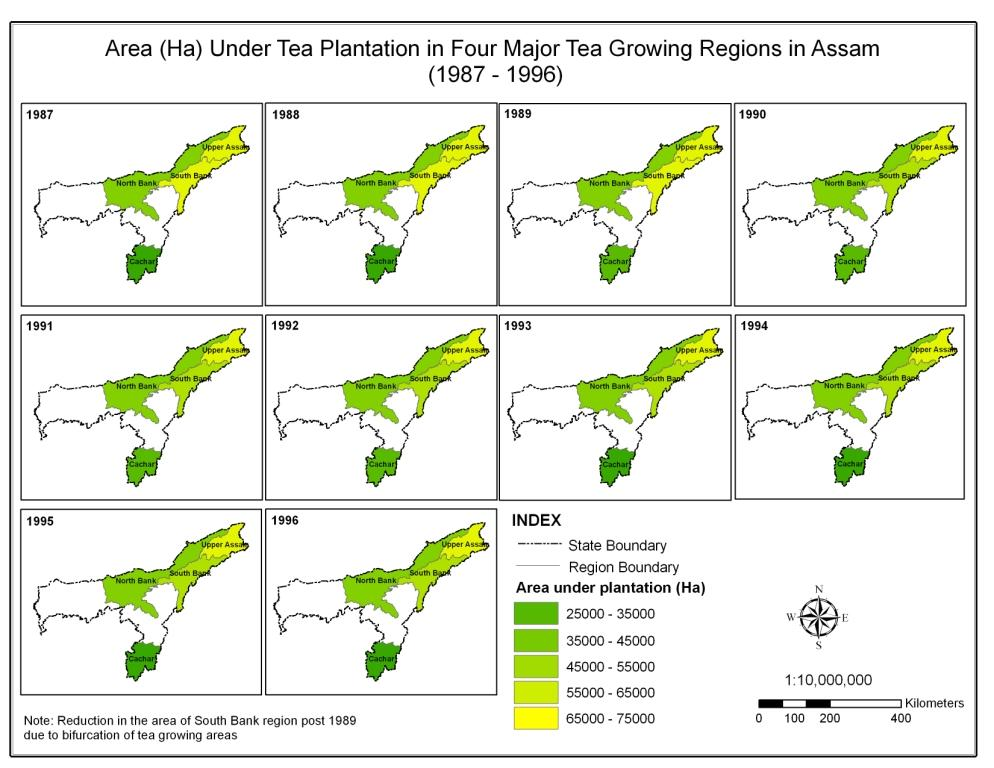 Area (Ha) Under Tea Plantation in Four Major Tea Growing Regions in Assam
(1987 - 1996)
1987
Upper Assam
South Bank
North Bank
Cachar
1988
Upper Assam
South Bank
North Bank
Cachar
1989
Upper Assam
South Bank
North Bank
Cachar
1990
Upper Assam
South Bank
North Bank
Cachar
1991
Upper Assam
South Bank
North Bank
Cachar
1992
Upper Assam
South Bank
North Bank
Cachar
1993
Upper Assam
South Bank
North Bank
Cachar
1994
Upper Assam
South Bank
North Bank
Cachar
1995
Upper Assam
South Bank
North Bank
Cachar
1996
Upper Assam
South Bank
North Bank
Cachar
INDEX
State Boundary
Region Boundary
Area under plantation (Ha)
25000 - 35000
35000 - 45000
45000 - 55000
55000 - 65000
65000 - 75000
N
W E
S
1:10,000,000
Kilometers
0 100 200 400
Note: Reduction in the area of South Bank region post 1989
due to bifurcation of tea growing areas